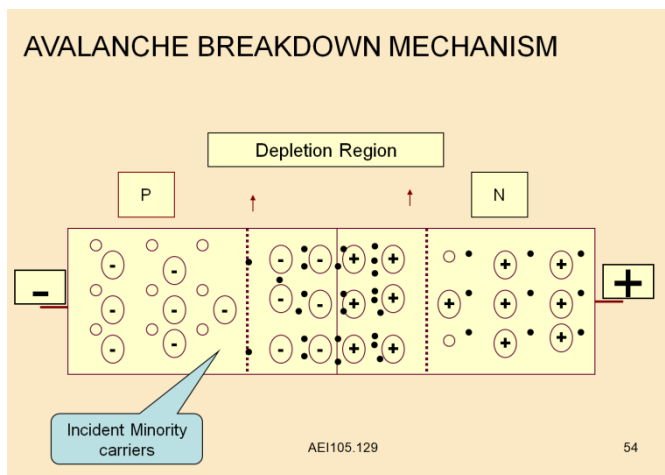 AVALANCHE BREAKDOWN MECHANISM
Depletion Region
P
N
-
+
- - + +
- - - + + + +
- - + +
- - - - - + + + + +
- - + +
- - - + + + +
Incident Minority
carriers
AEI105.129
54